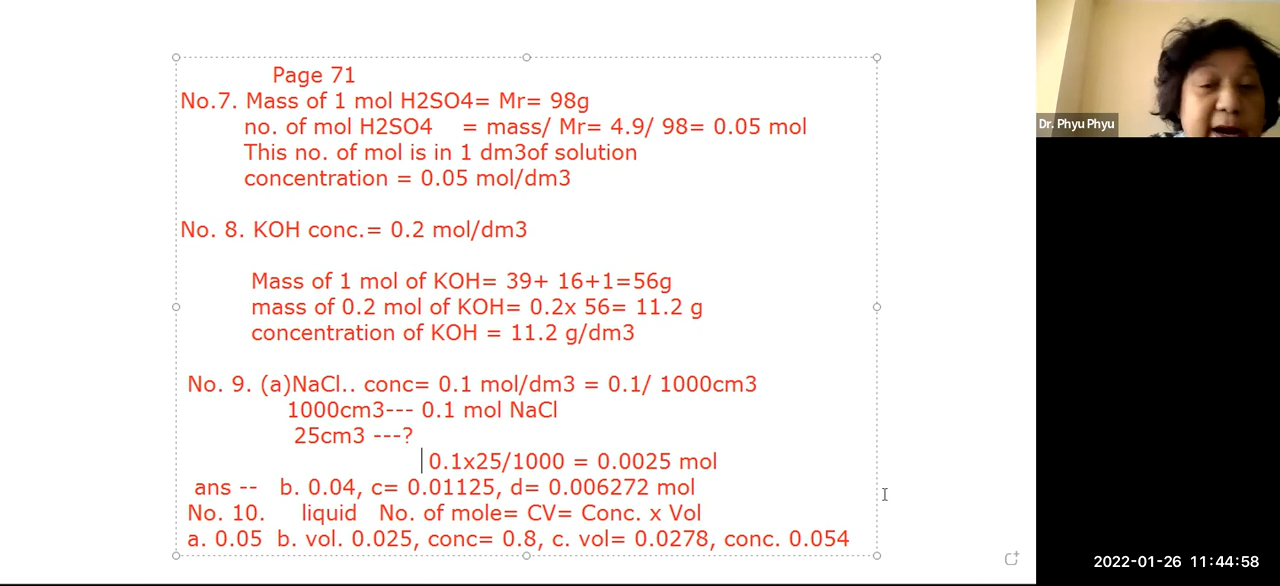 Page 71
No.7. Mass of 1 mol H2SO4= Mr= 98g
no. of mol H2SO4 = mass/ Mr= 4.9/ 98= 0.05 mol
This no. of mol is in 1 dm3of solution
concentration = 0.05 mol/dm3
No. 8. KOH conc.= 0.2 mol/dm3
Mass of 1 mol of KOH= 39+ 16+1=56g
mass of 0.2 mol of KOH= 0.2x 56= 11.2 g
concentration of KOH = 11.2 g/dm3
No. 9. (a)NaCl.. conc= 0.1 mol/dm3 = 0.1/ 1000cm3
1000cm3--- 0.1 mol NaCl
25cm3 ---?
0.1x25/1000 = 0.0025 mol
ans -- b. 0.04, c= 0.01125, d= 0.006272 mol
No. 10. liquid No. of mole= CV= Conc. x Vol
a. 0.05 b. vol. 0.025, conc= 0.8, c. vol= 0.0278, conc. 0.054
Dr. Phyu Phyu
2022-01-26 11:44:58